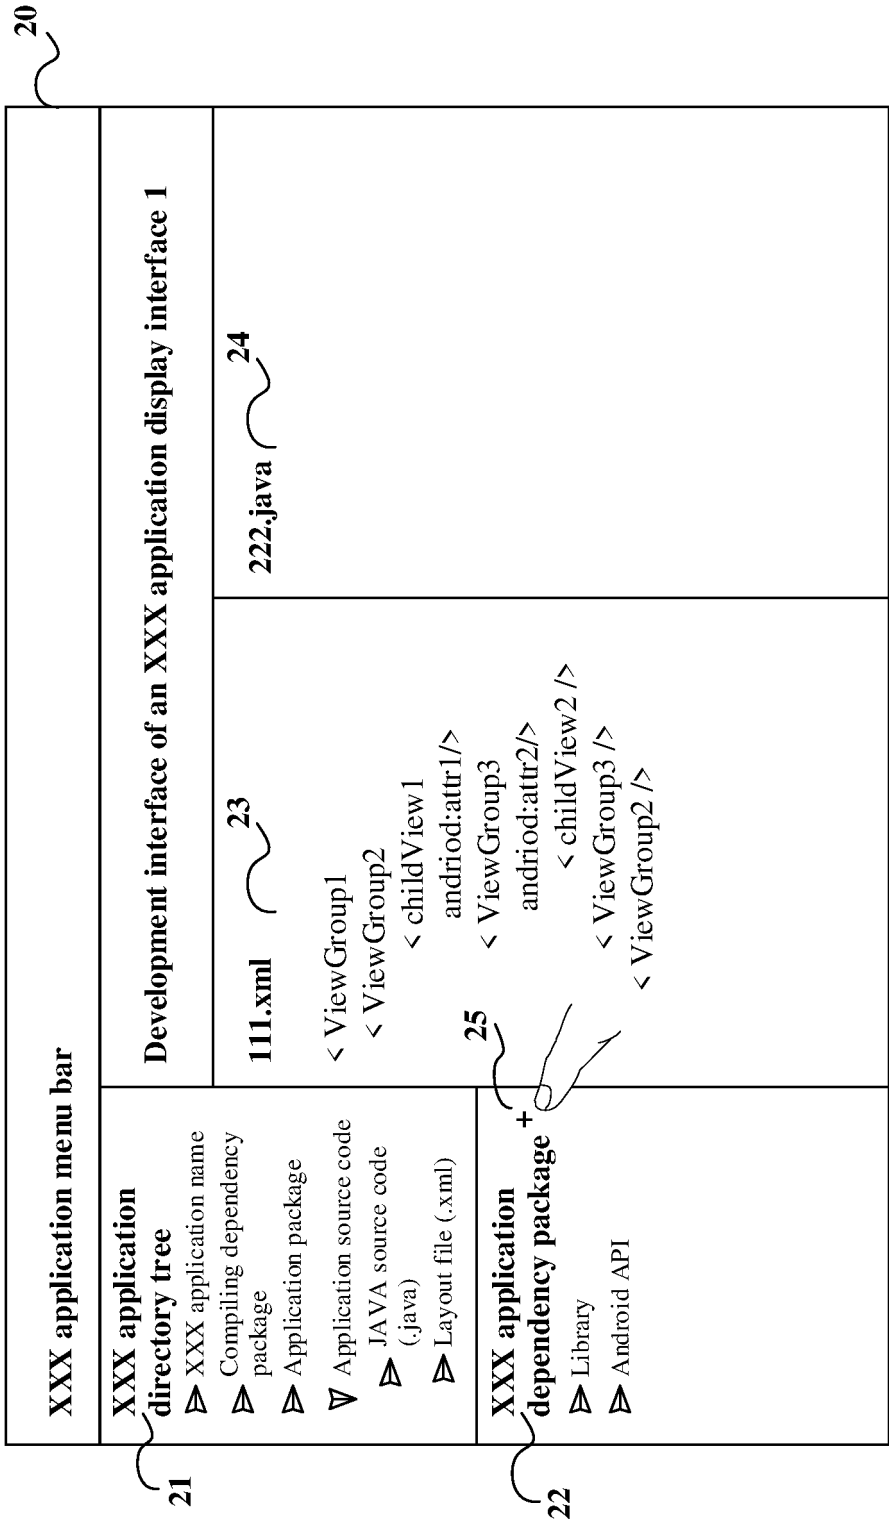 20
XXX application menu bar
XXX application
directory tree
21
XXX application name
Compiling dependency
package
Application package
Application source code
JAVA source code
(.java)
Layout file (.xml)
XXX application
dependency package
+
25
22
Library
Android API
Development interface of an XXX application display interface 1
111.xml
23
< ViewGroup1
< ViewGroup2
< childView1
andriod:attr1/>
< ViewGroup3
andriod:attr2/>
< childView2 />
< ViewGroup3 />
< ViewGroup2 />
222.java
24